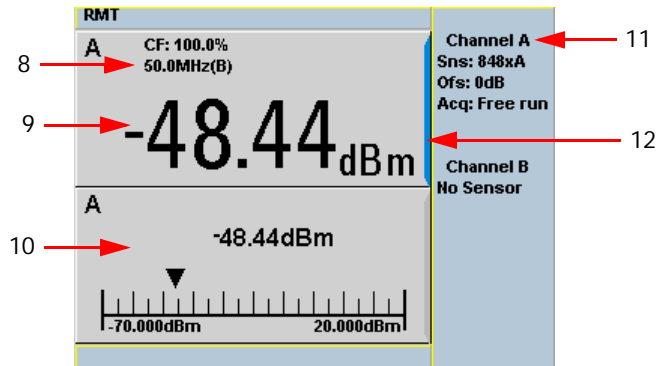 RMT
A
CF: 100.0%
50.0MHz(B)
8
9
-48.44dBm
A
10
-48.44dBm
-70.000dBm 20.000dBm
Channel A
11
Sns: 848xA
Ofs: 0dB
Acq: Free run
12
Channel B
No Sensor